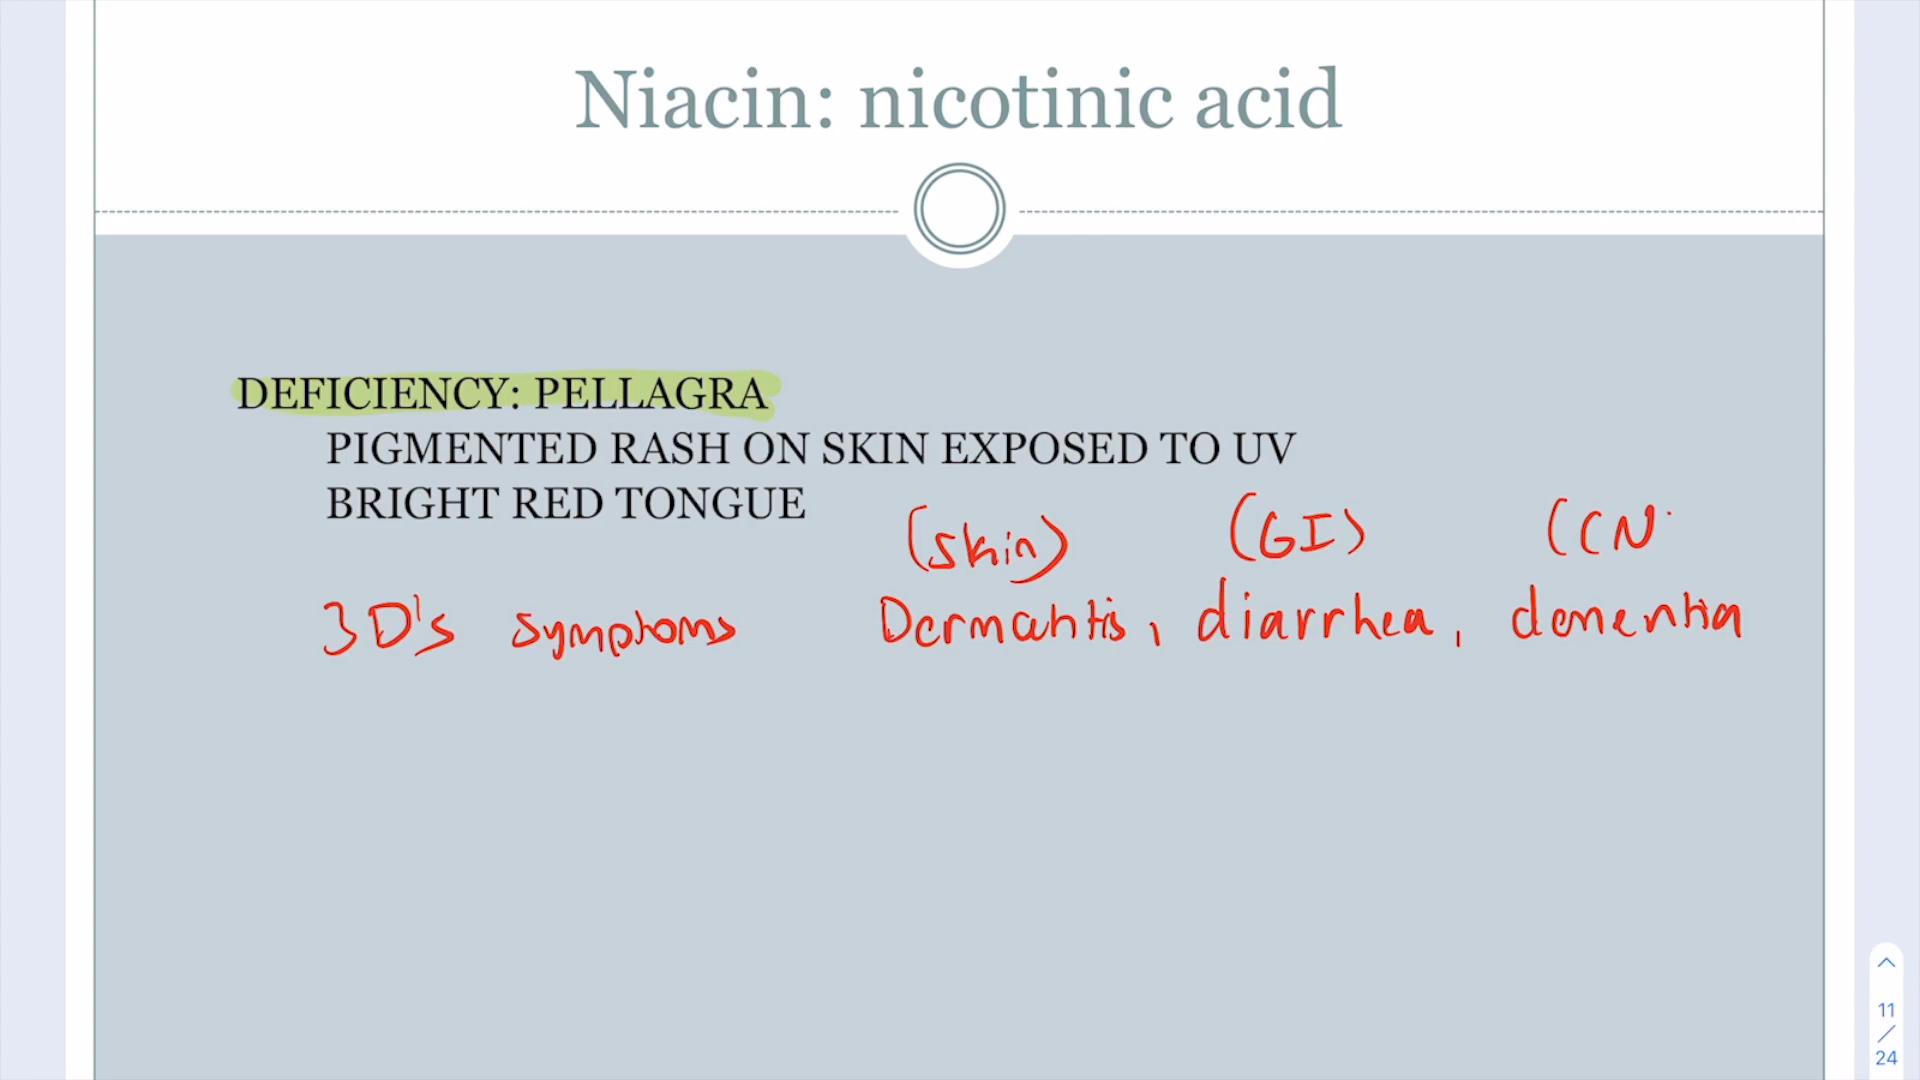 Niacin: nicotinic acid
DEFICIENCY: PELLAGRA
PIGMENTED RASH ON SKIN EXPOSED TO UV
BRIGHT RED TONGUE
(skin) (GI) (CN
3D's symptoms Dermatitis, diarrhea, dementia
11
/
24